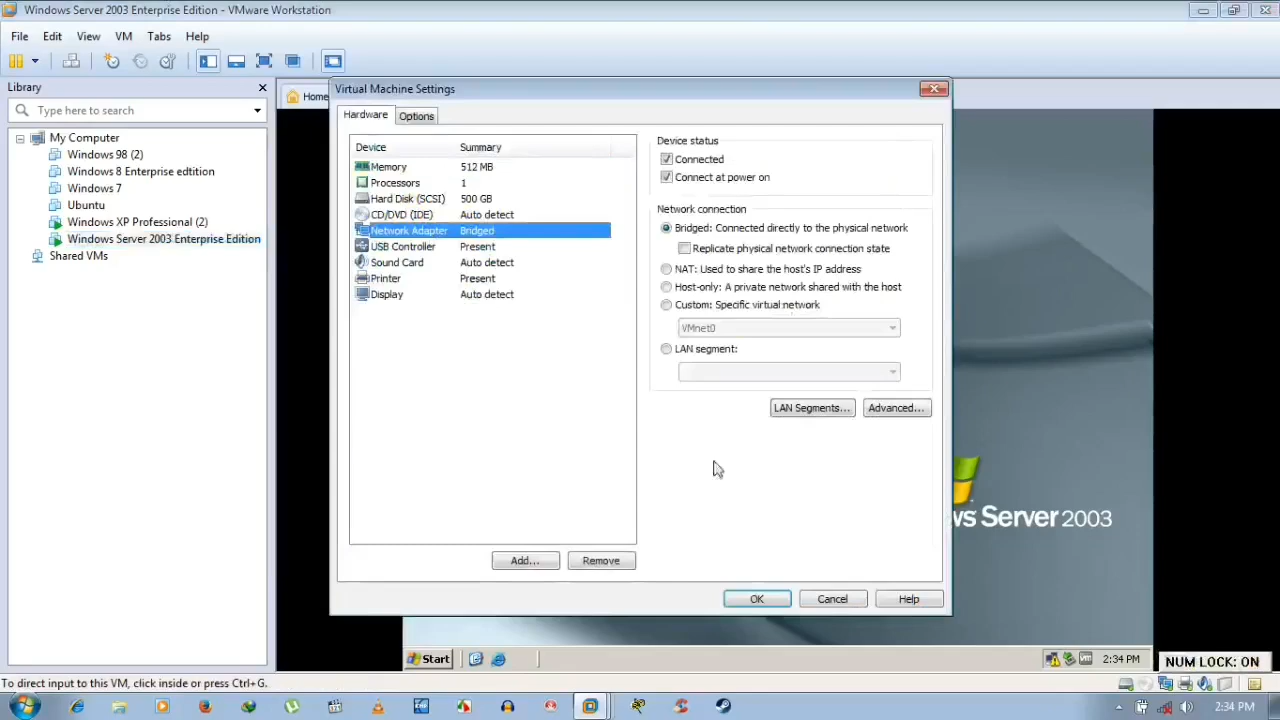 Windows Server 2003 Enterprise Edition - VMware Workstation
File Edit View VM Tabs Help
Library
Type here to search
My Computer
Windows 98 (2)
Windows 8 Enterprise edtition
Windows 7
Ubuntu
Windows XP Professional (2)
Windows Server 2003 Enterprise Edition
Shared VMs
Home
Virtual Machine Settings
Hardware Options
Device Summary
Memory 512 MB
Processors 1
Hard Disk (SCSI) 500 GB
CD/DVD (IDE) Auto detect
Network Adapter Bridged
USB Controller Present
Sound Card Auto detect
Printer Present
Display Auto detect
Add... Remove
Device status
Connected
Connect at power on
Network connection
Bridged: Connected directly to the physical network
Replicate physical network connection state
NAT: Used to share the host's IP address
Host-only: A private network shared with the host
Custom: Specific virtual network
VMnet0
LAN segment:
LAN Segments... Advanced...
OK Cancel Help
ws Server 2003
Start 2:34 PM
NUM LOCK: ON
To direct input to this VM, click inside or press Ctrl+G.
2:34 PM